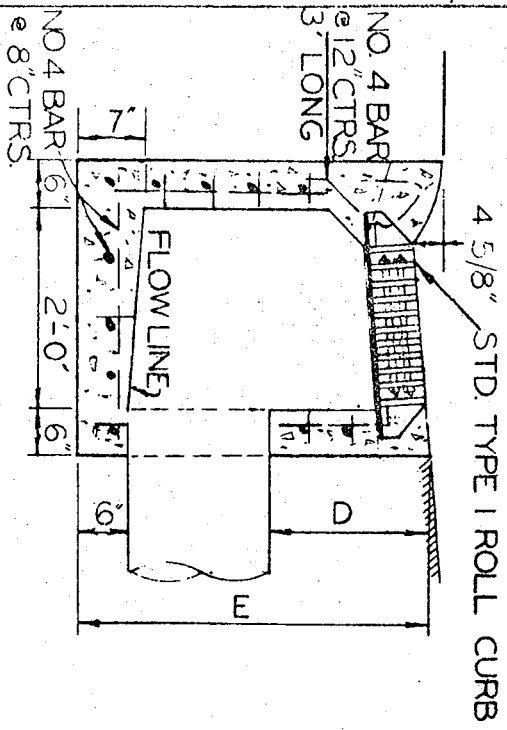 NO. 4 BAR
@ 12" CTRS
3' LONG
4 5/8" STD. TYPE I ROLL CURB
NO 4 BAR
@ 8" CTRS.
7"
6"
2'-0"
6"
FLOW LINE
6"
D
E